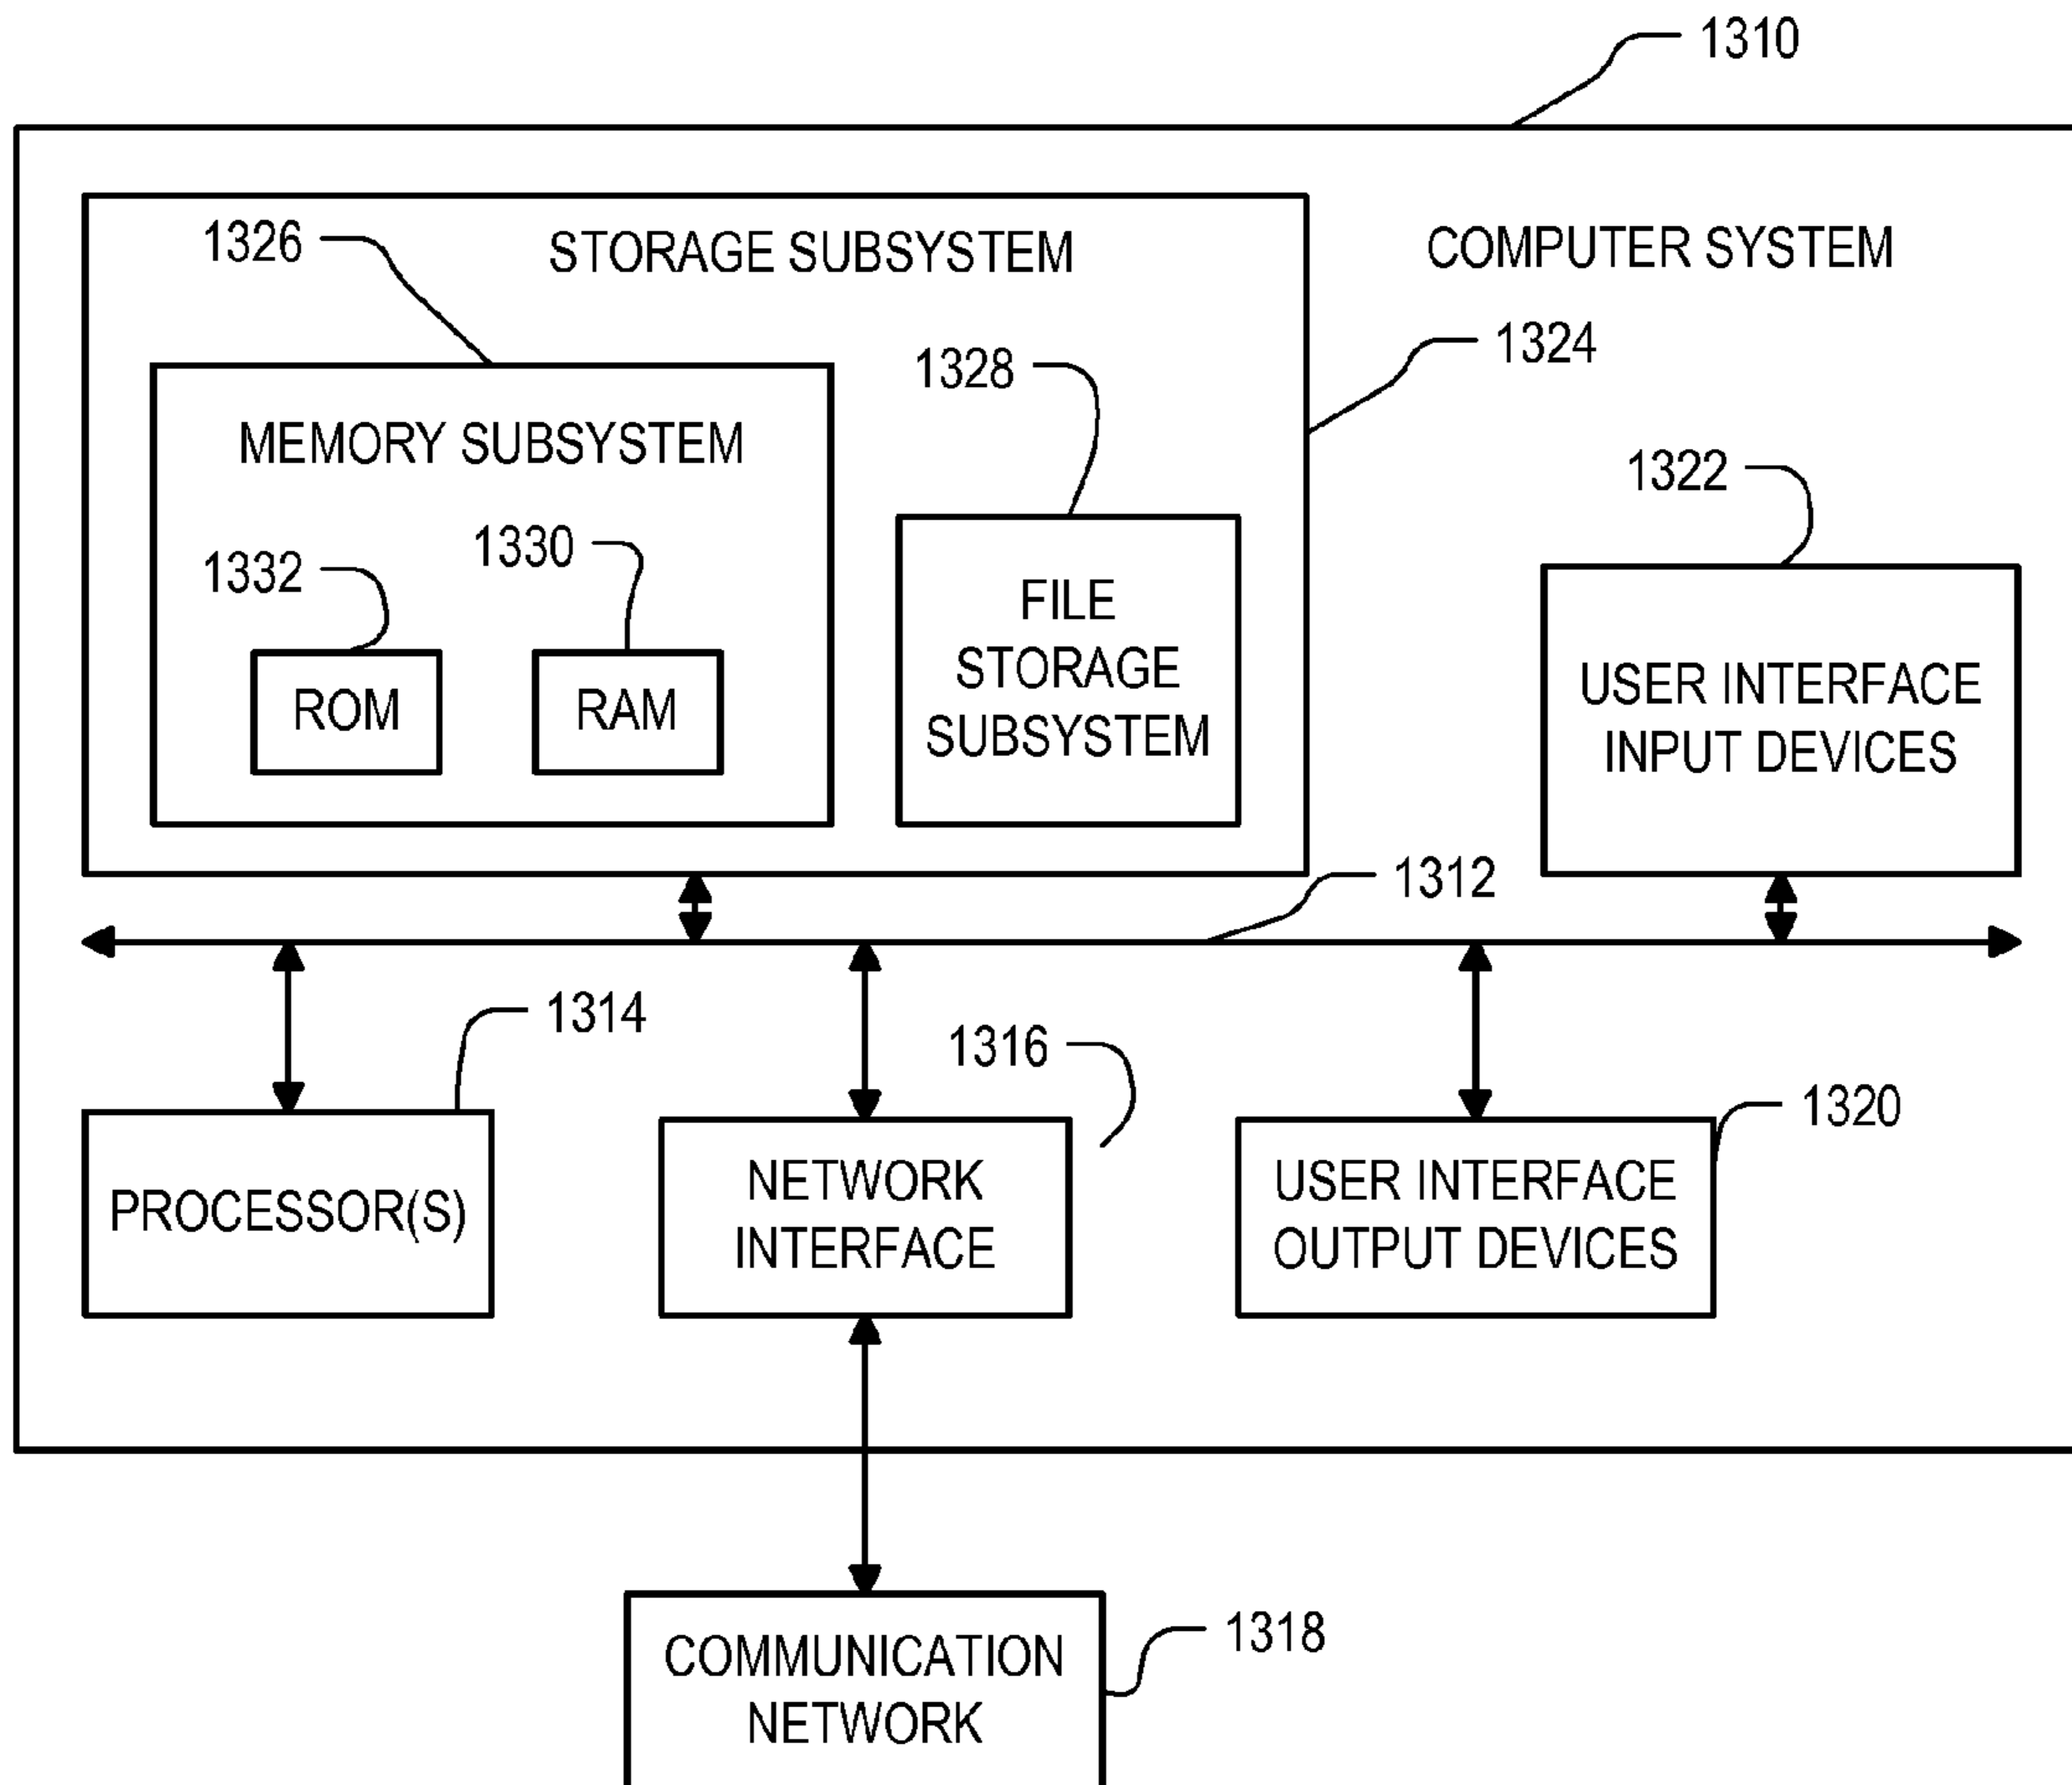 1310
1326
STORAGE SUBSYSTEM
COMPUTER SYSTEM
1324
1328
MEMORY SUBSYSTEM
1322
1332
1330
FILE
STORAGE
SUBSYSTEM
ROM
RAM
USER INTERFACE
INPUT DEVICES
1312
1314
1316
1320
PROCESSOR(S)
NETWORK
INTERFACE
USER INTERFACE
OUTPUT DEVICES
1318
COMMUNICATION
NETWORK